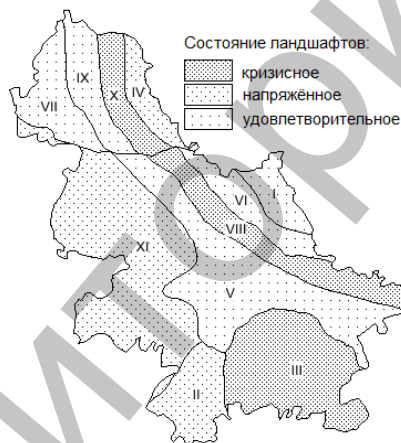 Состояние ландшафтов:
кризисное
напряжённое
удовлетворительное
IX
IV
X
VII
VI
I
VIII
XI
V
III
II